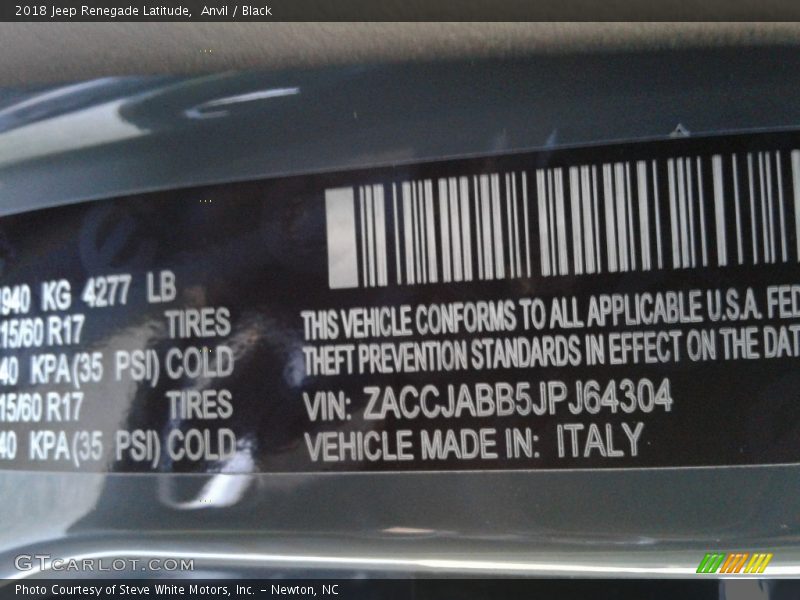 2018 Jeep Renegade Latitude, Anvil / Black
940 KG 4277 LB
15/60 R17 TIRES
40 KPA(35 PSI) COLD
15/60 R17 TIRES
40 KPA(35 PSI) COLD
THIS VEHICLE CONFORMS TO ALL APPLICABLE U.S.A. FED
THEFT PREVENTION STANDARDS IN EFFECT ON THE DAT
VIN: ZACCJABB5JPJ64304
VEHICLE MADE IN: ITALY
GTCARLOT.COM
Photo Courtesy of Steve White Motors, Inc. – Newton, NC